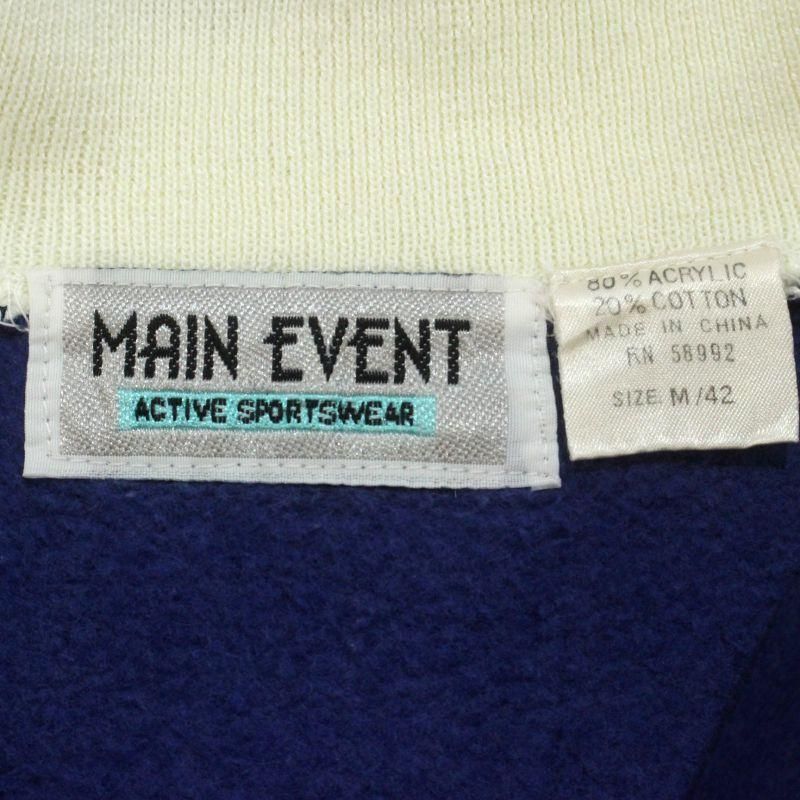 MAIN EVENT
ACTIVE SPORTSWEAR
80% ACRYLIC
20% COTTON
MADE IN CHINA
RN 58992
SIZE. M/42